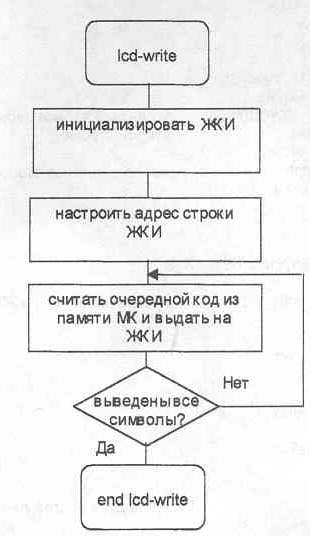 lcd-write
инициализировать ЖКИ
настроить адрес строки
ЖКИ
считать очередной код из
памяти МК и выдать на
ЖКИ
Нет
выведены все
символы?
Да
end lcd-write